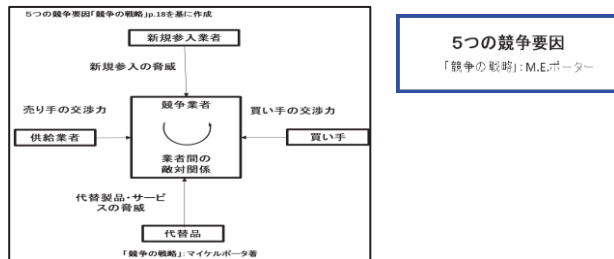 5つの競争要因「競争の戦略」p.18を基に作成
新規参入業者
新規参入の脅威
売り手の交渉力
競争業者
買い手の交渉力
供給業者
買い手
業者間の
敵対関係
代替製品・サービ
スの脅威
代替品
「競争の戦略」:マイケルポータ著
5つの競争要因
「競争の戦略」:M.E.ポーター